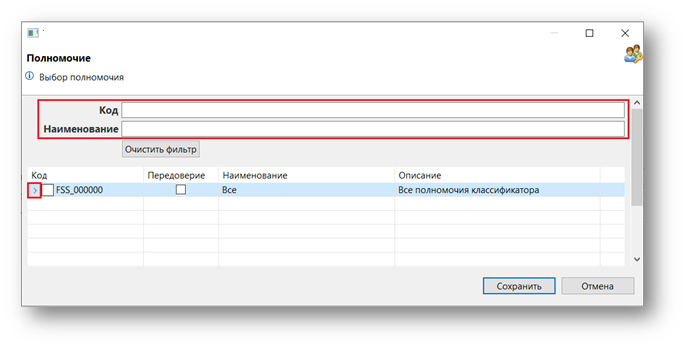 Полномочие
Выбор полномочия
Код
Наименование
Очистить фильтр
Код Передоверие Наименование Описание
FSS_000000 Все Все полномочия классификатора
Сохранить Отмена